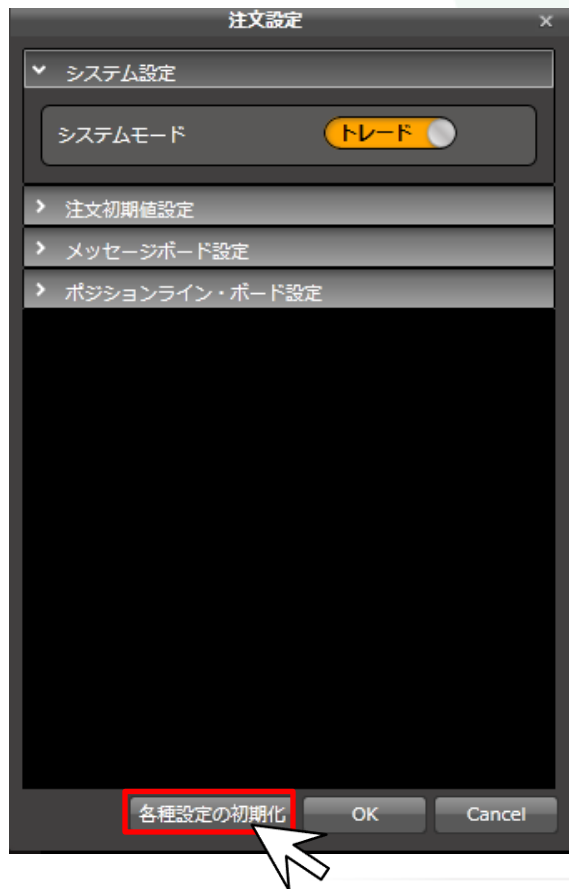 注文設定 ×
システム設定
システムモード トレード
注文初期値設定
メッセージボード設定
ポジションライン・ボード設定
各種設定の初期化 OK Cancel